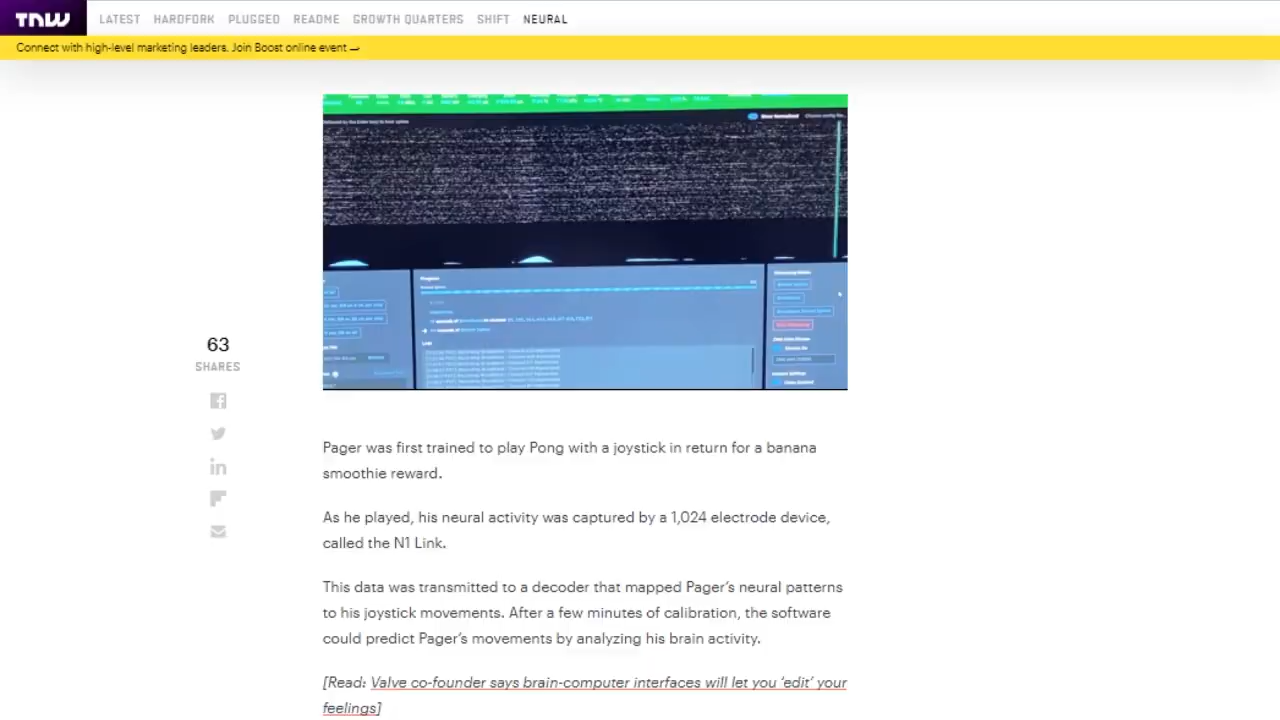 TNW LATEST HARDFORK PLUGGED README GROWTH QUARTERS SHIFT NEURAL
Connect with high-level marketing leaders. Join Boost online event →
63
SHARES
Pager was first trained to play Pong with a joystick in return for a banana
smoothie reward.
As he played, his neural activity was captured by a 1,024 electrode device,
called the N1 Link.
This data was transmitted to a decoder that mapped Pager's neural patterns
to his joystick movements. After a few minutes of calibration, the software
could predict Pager's movements by analyzing his brain activity.
[Read: Valve co-founder says brain-computer interfaces will let you 'edit' your
feelings]